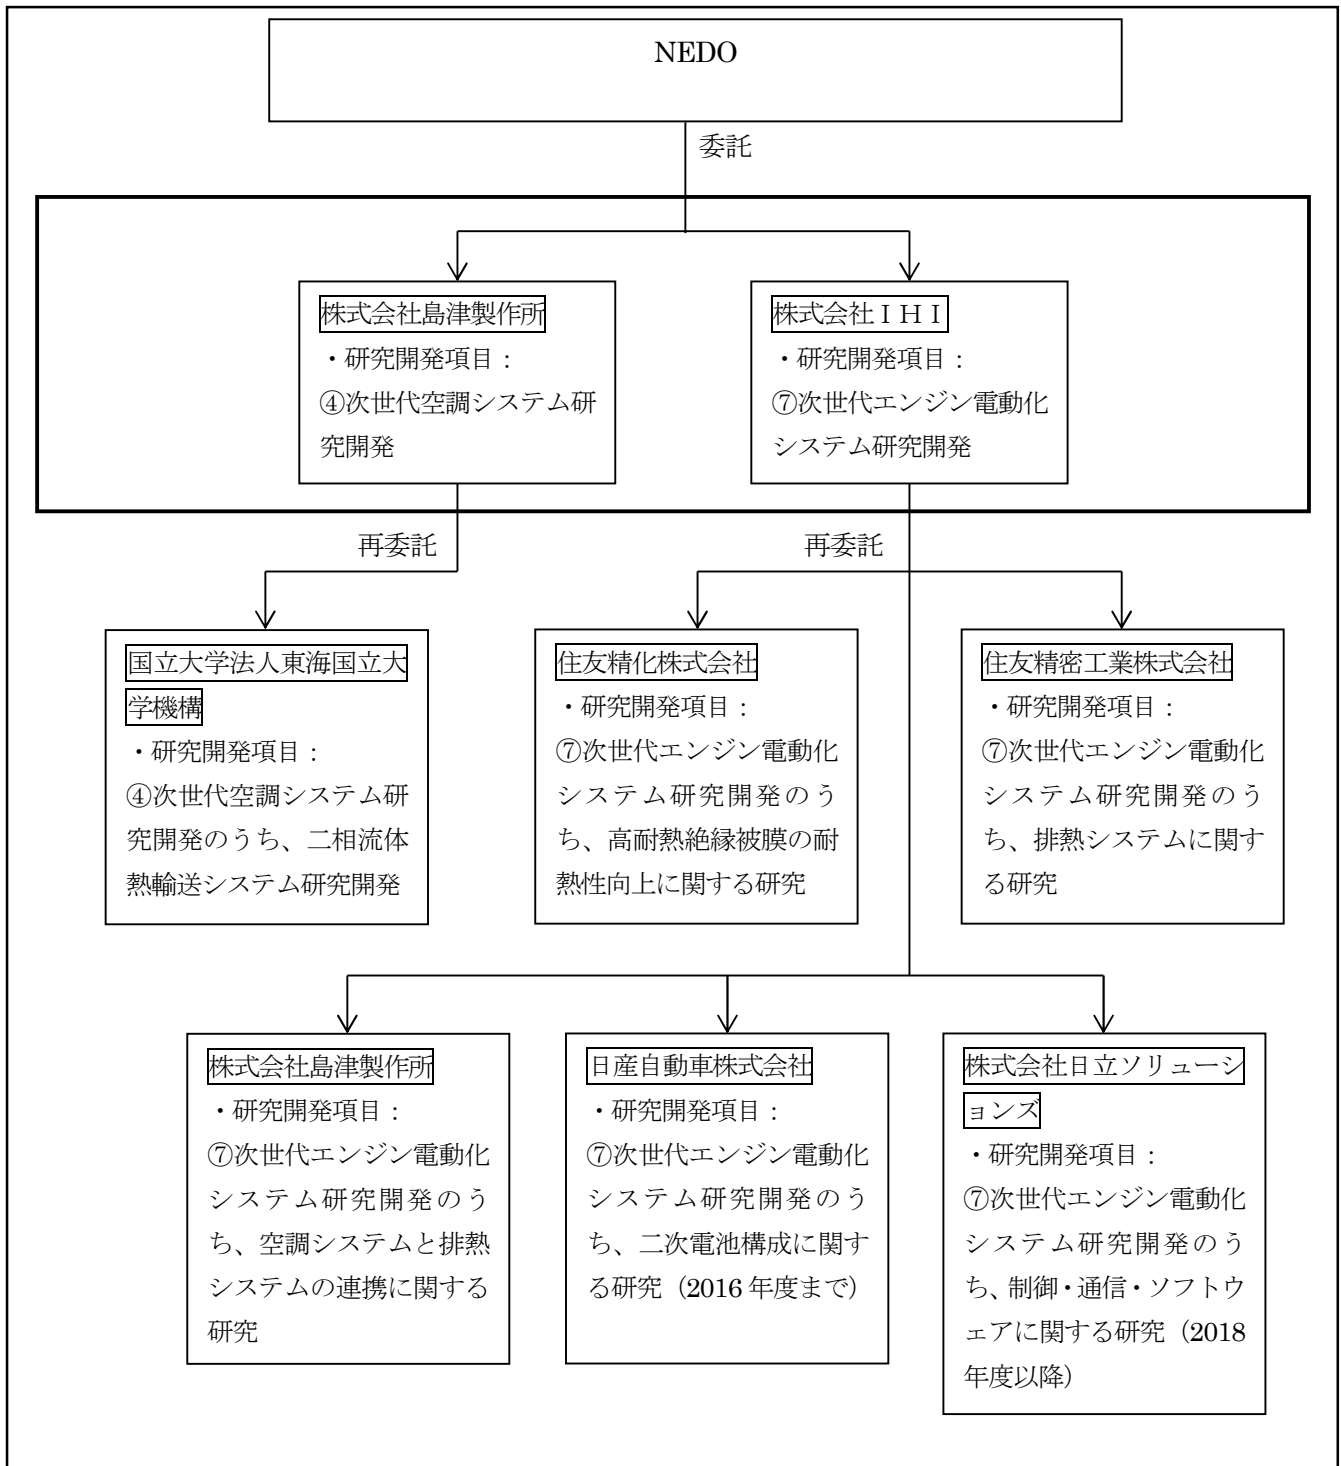 NEDO
委託
株式会社島津製作所
・研究開発項目：
④次世代空調システム研
究開発
株式会社ＩＨＩ
・研究開発項目：
⑦次世代エンジン電動化
システム研究開発
再委託
再委託
国立大学法人東海国立大
学機構
・研究開発項目：
④次世代空調システム研
究開発のうち、二相流体
熱輸送システム研究開発
住友精化株式会社
・研究開発項目：
⑦次世代エンジン電動化
システム研究開発のう
ち、高耐熱絶縁被膜の耐
熱性向上に関する研究
住友精密工業株式会社
・研究開発項目：
⑦次世代エンジン電動化
システム研究開発のう
ち、排熱システムに関す
る研究
株式会社島津製作所
・研究開発項目：
⑦次世代エンジン電動化
システム研究開発のう
ち、空調システムと排熱
システムの連携に関する
研究
日産自動車株式会社
・研究開発項目：
⑦次世代エンジン電動化
システム研究開発のう
ち、二次電池構成に関す
る研究（2016 年度まで）
株式会社日立ソリューシ
ョンズ
・研究開発項目：
⑦次世代エンジン電動化
システム研究開発のう
ち、制御・通信・ソフトウ
ェアに関する研究（2018
年度以降）